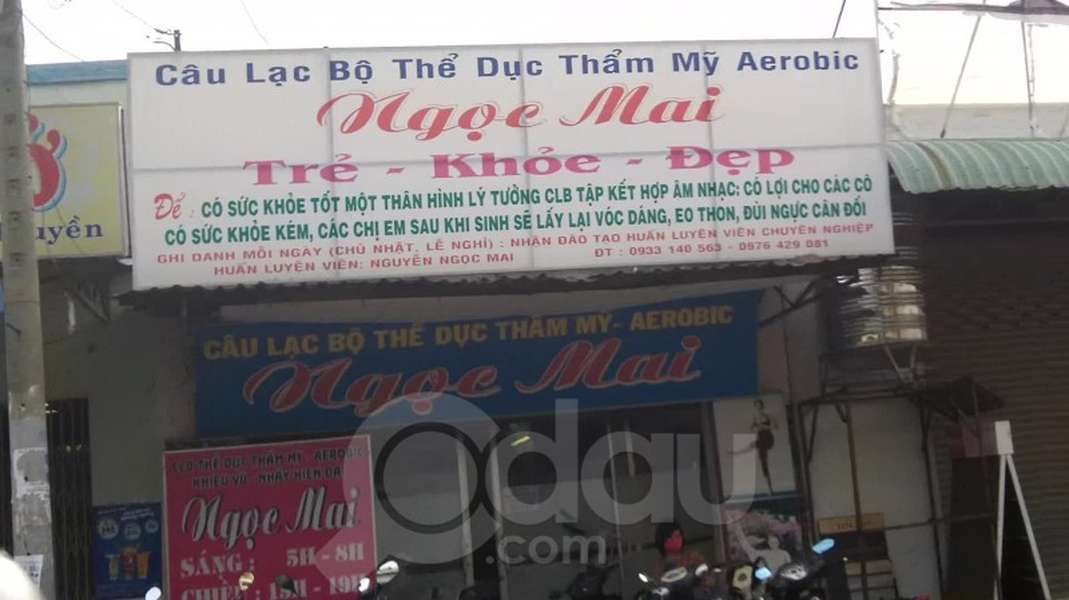 Câu Lạc Bộ Thể Dục Thẩm Mỹ Aerobic
Ngọc Mai
Trẻ - Khỏe - Đẹp
Để : CÓ SỨC KHỎE TỐT MỘT THÂN HÌNH LÝ TƯỞNG CLB TẬP KẾT HỢP ÂM NHẠC: CÓ LỢI CHO CÁC CÔ
CÓ SỨC KHỎE KÉM, CÁC CHỊ EM SAU KHI SINH SẼ LẤY LẠI VÓC DÁNG, EO THON, ĐÙI NGỰC CÂN ĐỐI
GHI DANH MỖI NGÀY (CHỦ NHẬT, LỄ NGHỈ) : NHẬN ĐÀO TẠO HUẤN LUYỆN VIÊN CHUYÊN NGHIỆP
HUẤN LUYỆN VIÊN: NGUYỄN NGỌC MAI ĐT : 0933 140 563 - 0976 429 081
uyền
CÂU LẠC BỘ THỂ DỤC THẨM MỸ- AEROBIC
Ngọc Mai
CLB THỂ DỤC THẨM MỸ - AEROBIC
KHIÊU VŨ - NHẢY HIỆN ĐẠI
Ngọc Mai
SÁNG : 5H - 8H
CHIỀU : 15H - 19H
Odau
.com